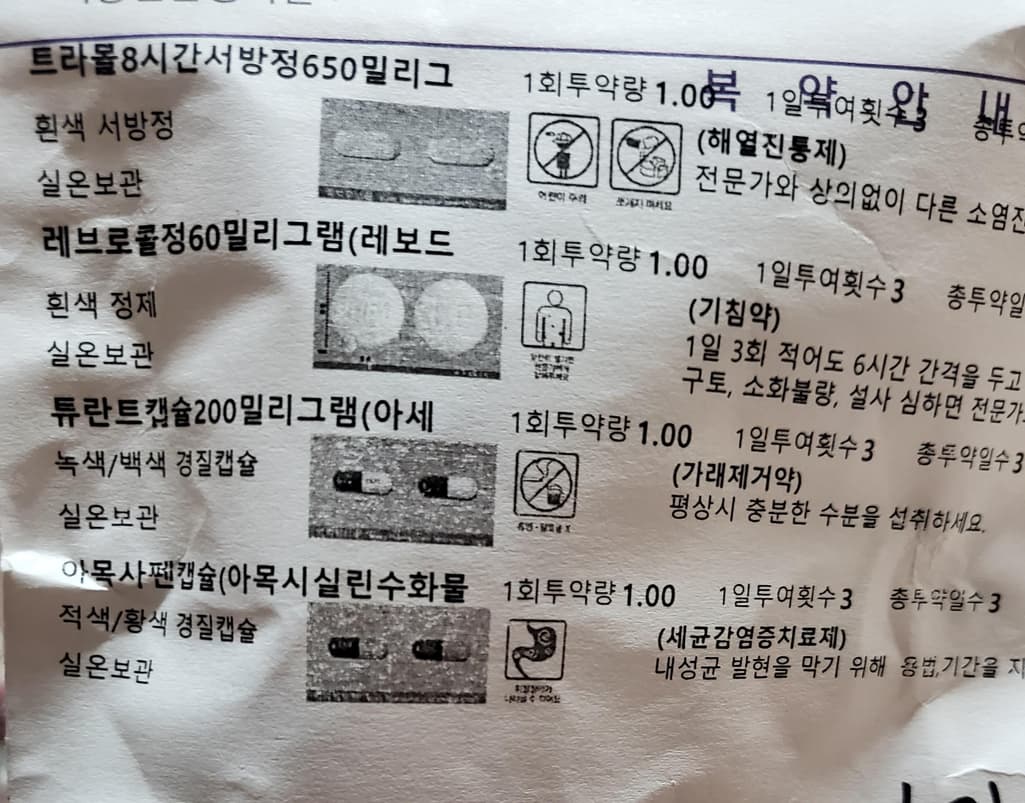 복 약 안 내
트라몰8시간서방정650밀리그
1회투약량 1.00
1일투여횟수 3
총투약
흰색 서방정
(해열진통제)
실온보관
전문가와 상의없이 다른 소염진
쪼개지 마세요
레브로콜정60밀리그램(레보드
1회투약량 1.00
1일투여횟수 3
총투약일
흰색 정제
(기침약)
실온보관
1일 3회 적어도 6시간 간격을 두고
구토, 소화불량, 설사 심하면 전문가
튜란트캡슐200밀리그램(아세
1회투약량 1.00
1일투여횟수 3
총투약일수 3
녹색/백색 경질캡슐
(가래제거약)
실온보관
평상시 충분한 수분을 섭취하세요.
아목사펜캡슐(아목시실린수화물
1회투약량 1.00
1일투여횟수 3
총투약일수 3
적색/황색 경질캡슐
(세균감염증치료제)
실온보관
내성균 발현을 막기 위해 용법,기간을 지